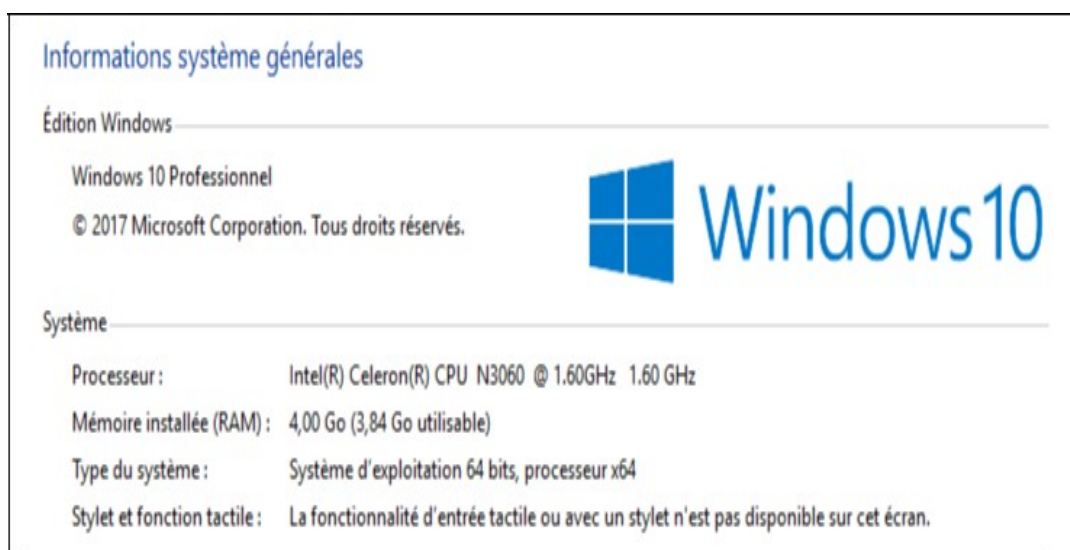 Informations système générales
Édition Windows
Windows 10 Professionnel
© 2017 Microsoft Corporation. Tous droits réservés.
Windows 10
Système
Processeur : Intel(R) Celeron(R) CPU N3060 @ 1.60GHz 1.60 GHz
Mémoire installée (RAM) : 4,00 Go (3,84 Go utilisable)
Type du système : Système d'exploitation 64 bits, processeur x64
Stylet et fonction tactile : La fonctionnalité d'entrée tactile ou avec un stylet n'est pas disponible sur cet écran.